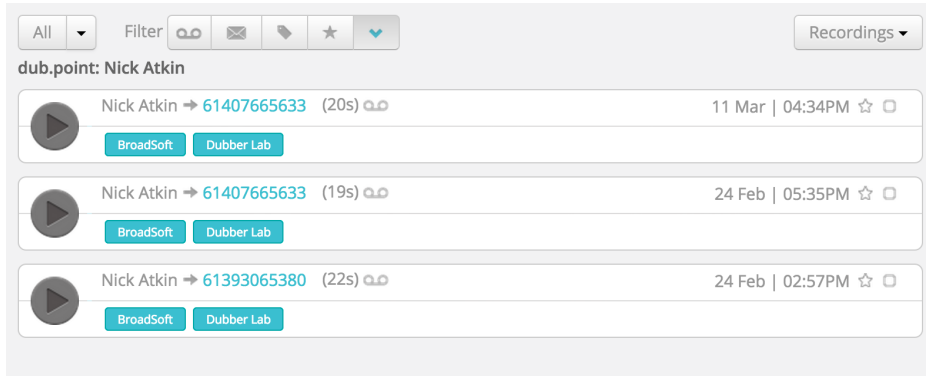 All Filter Recordings
dub.point: Nick Atkin
Nick Atkin ➔ 61407665633 (20s) 11 Mar | 04:34PM
BroadSoft Dubber Lab
Nick Atkin ➔ 61407665633 (19s) 24 Feb | 05:35PM
BroadSoft Dubber Lab
Nick Atkin ➔ 61393065380 (22s) 24 Feb | 02:57PM
BroadSoft Dubber Lab